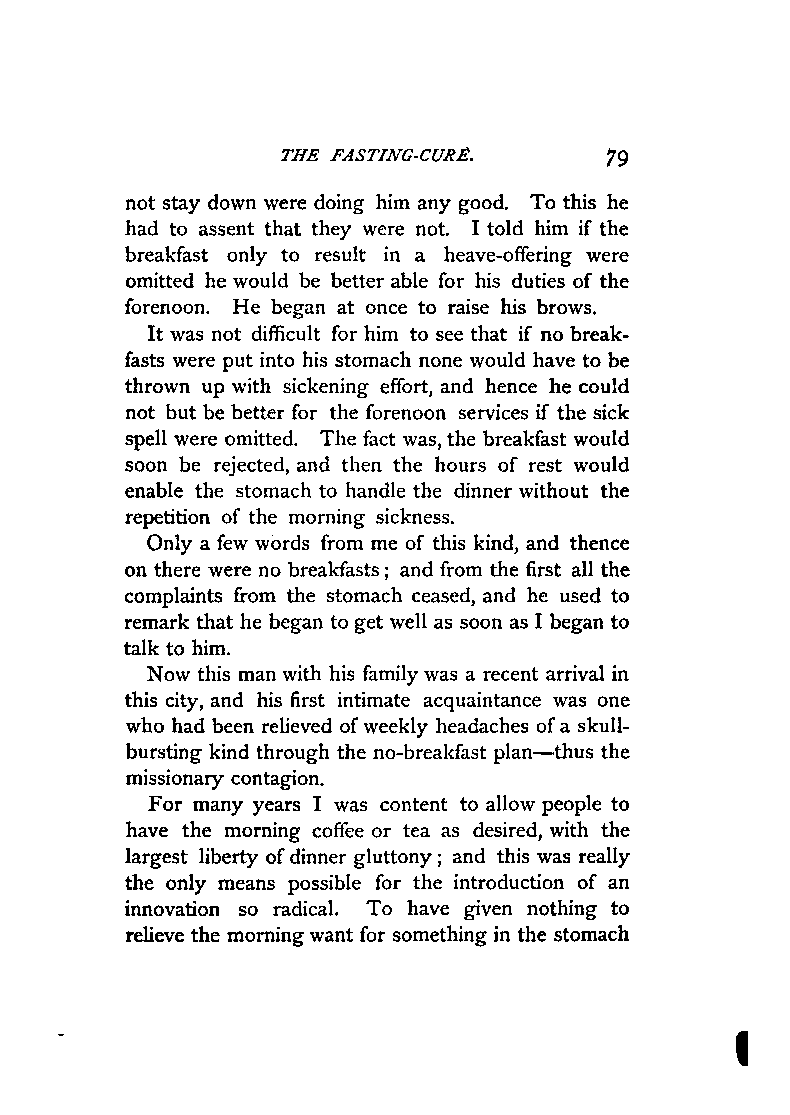 THE FASTING-CURE. 79
not stay down were doing him any good. To this he
had to assent that they were not. I told him if the
breakfast only to result in a heave-offering were
omitted he would be better able for his duties of the
forenoon. He began at once to raise his brows.
It was not difficult for him to see that if no break-
fasts were put into his stomach none would have to be
thrown up with sickening effort, and hence he could
not but be better for the forenoon services if the sick
spell were omitted. The fact was, the breakfast would
soon be rejected, and then the hours of rest would
enable the stomach to handle the dinner without the
repetition of the morning sickness.
Only a few words from me of this kind, and thence
on there were no breakfasts; and from the first all the
complaints from the stomach ceased, and he used to
remark that he began to get well as soon as I began to
talk to him.
Now this man with his family was a recent arrival in
this city, and his first intimate acquaintance was one
who had been relieved of weekly headaches of a skull-
bursting kind through the no-breakfast plan—thus the
missionary contagion.
For many years I was content to allow people to
have the morning coffee or tea as desired, with the
largest liberty of dinner gluttony; and this was really
the only means possible for the introduction of an
innovation so radical. To have given nothing to
relieve the morning want for something in the stomach